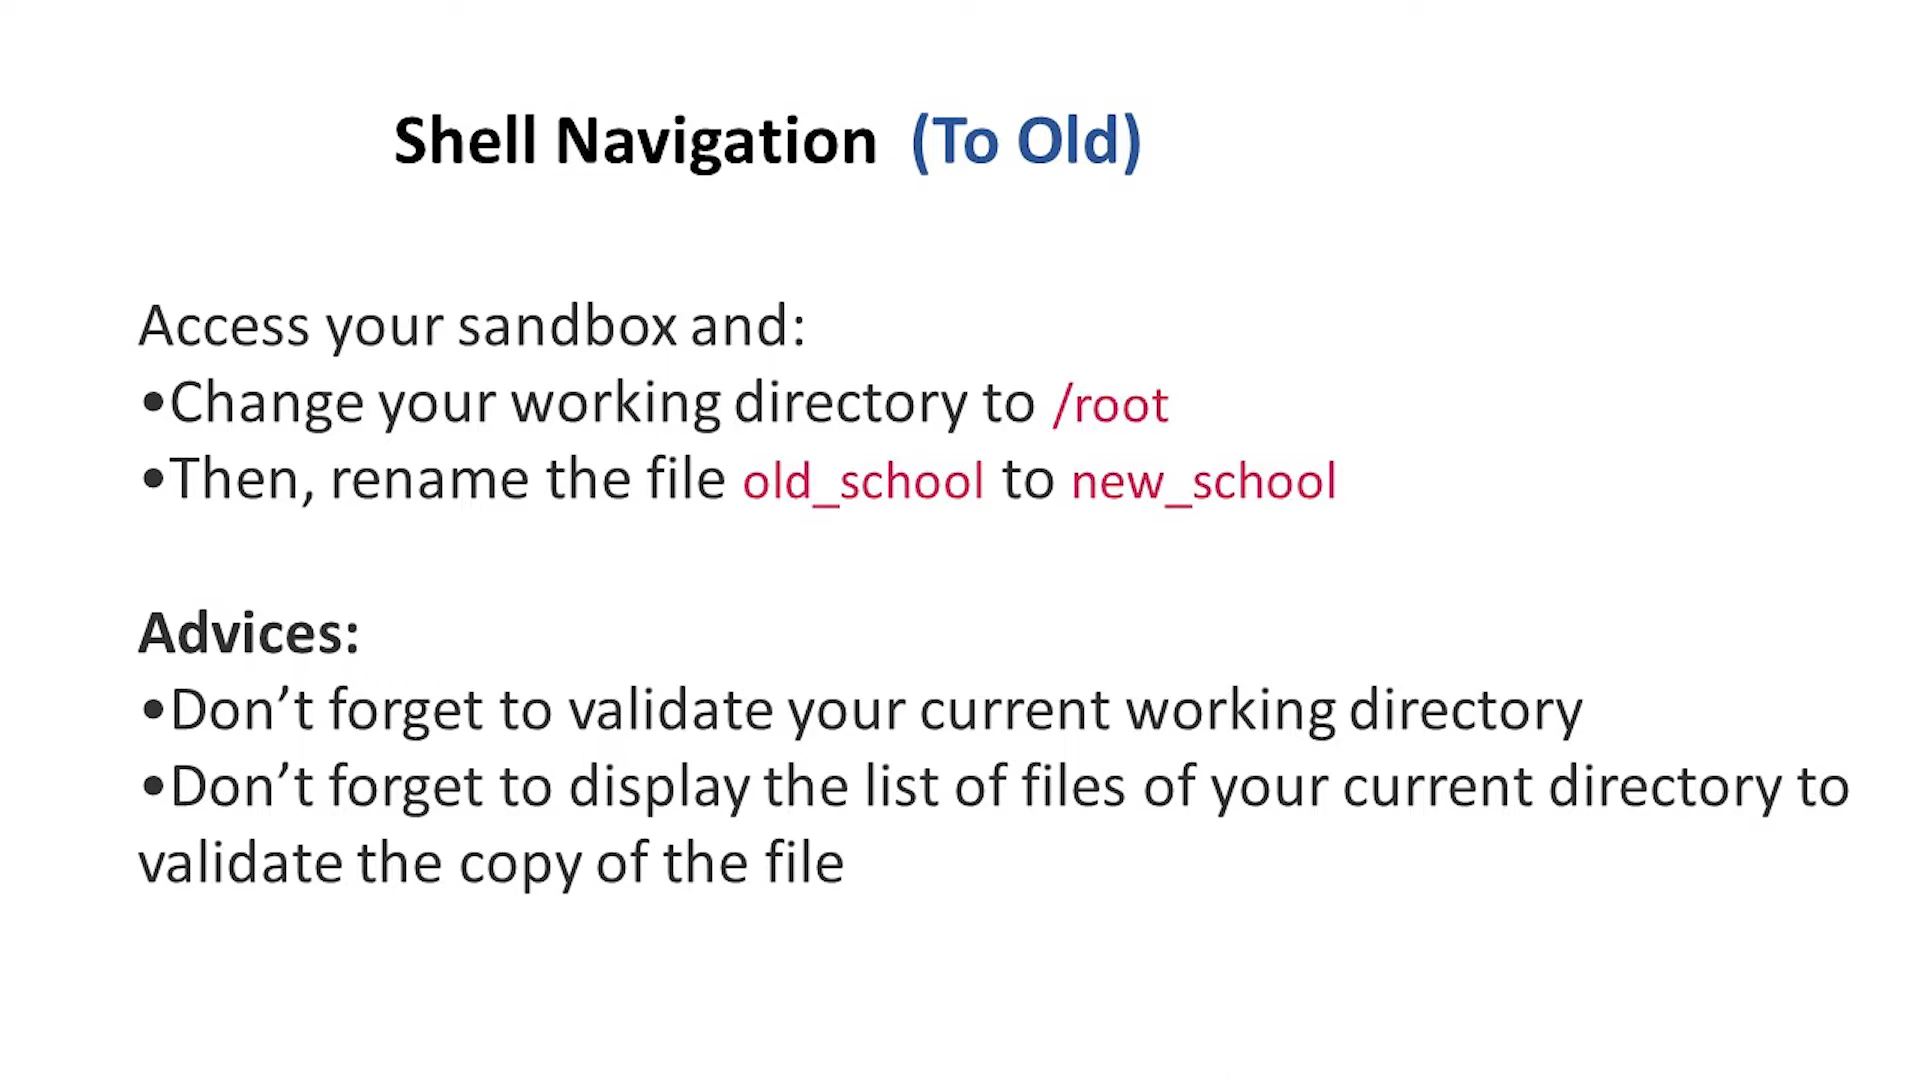 Shell Navigation (To Old)
Access your sandbox and:
•Change your working directory to /root
•Then, rename the file old_school to new_school
Advices:
•Don’t forget to validate your current working directory
•Don’t forget to display the list of files of your current directory to
validate the copy of the file